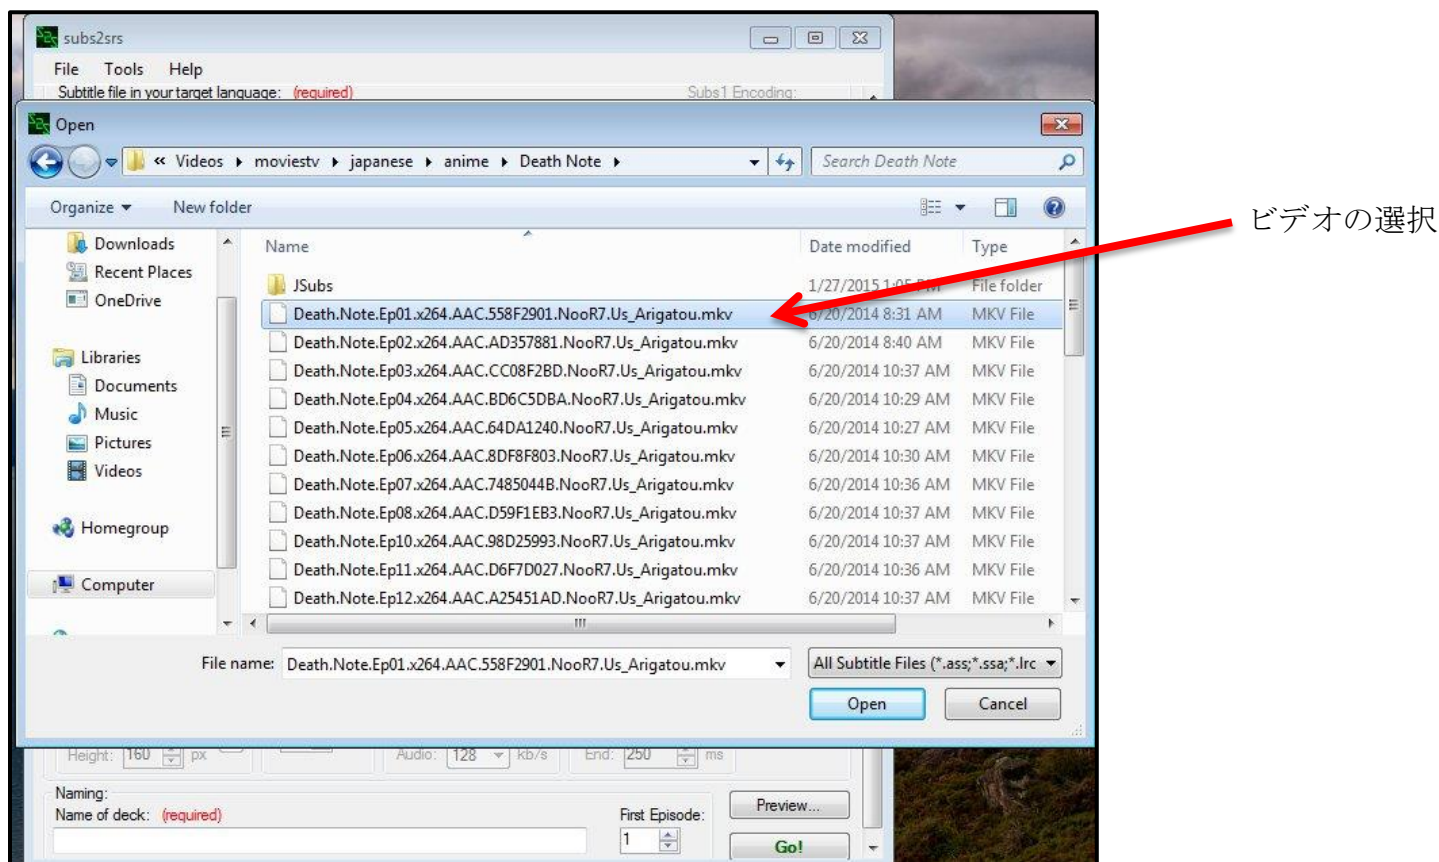 subs2srs
File Tools Help
Subtitle file in your target language: (required) Subs1 Encoding:
Open
« Videos moviestv japanese anime Death Note
Search Death Note
Organize New folder
Downloads
Recent Places
OneDrive
Libraries
Documents
Music
Pictures
Videos
Homegroup
Computer
Name Date modified Type
JSubs 1/27/2015 1:05 PM File folder
Death.Note.Ep01.x264.AAC.558F2901.NooR7.Us_Arigatou.mkv 6/20/2014 8:31 AM MKV File
Death.Note.Ep02.x264.AAC.AD357881.NooR7.Us_Arigatou.mkv 6/20/2014 8:40 AM MKV File
Death.Note.Ep03.x264.AAC.CC08F2BD.NooR7.Us_Arigatou.mkv 6/20/2014 10:37 AM MKV File
Death.Note.Ep04.x264.AAC.BD6C5DBA.NooR7.Us_Arigatou.mkv 6/20/2014 10:29 AM MKV File
Death.Note.Ep05.x264.AAC.64DA1240.NooR7.Us_Arigatou.mkv 6/20/2014 10:27 AM MKV File
Death.Note.Ep06.x264.AAC.8DF8F803.NooR7.Us_Arigatou.mkv 6/20/2014 10:30 AM MKV File
Death.Note.Ep07.x264.AAC.7485044B.NooR7.Us_Arigatou.mkv 6/20/2014 10:36 AM MKV File
Death.Note.Ep08.x264.AAC.D59F1EB3.NooR7.Us_Arigatou.mkv 6/20/2014 10:37 AM MKV File
Death.Note.Ep10.x264.AAC.98D25993.NooR7.Us_Arigatou.mkv 6/20/2014 10:37 AM MKV File
Death.Note.Ep11.x264.AAC.D6F7D027.NooR7.Us_Arigatou.mkv 6/20/2014 10:36 AM MKV File
Death.Note.Ep12.x264.AAC.A25451AD.NooR7.Us_Arigatou.mkv 6/20/2014 10:37 AM MKV File
File name: Death.Note.Ep01.x264.AAC.558F2901.NooR7.Us_Arigatou.mkv All Subtitle Files (*.ass;*.ssa;*.lrc
Open Cancel
Height: 160 px Audio: 128 kb/s End: 250 ms
Naming:
Name of deck: (required) First Episode: Preview...
1 Go!
ビデオの選択